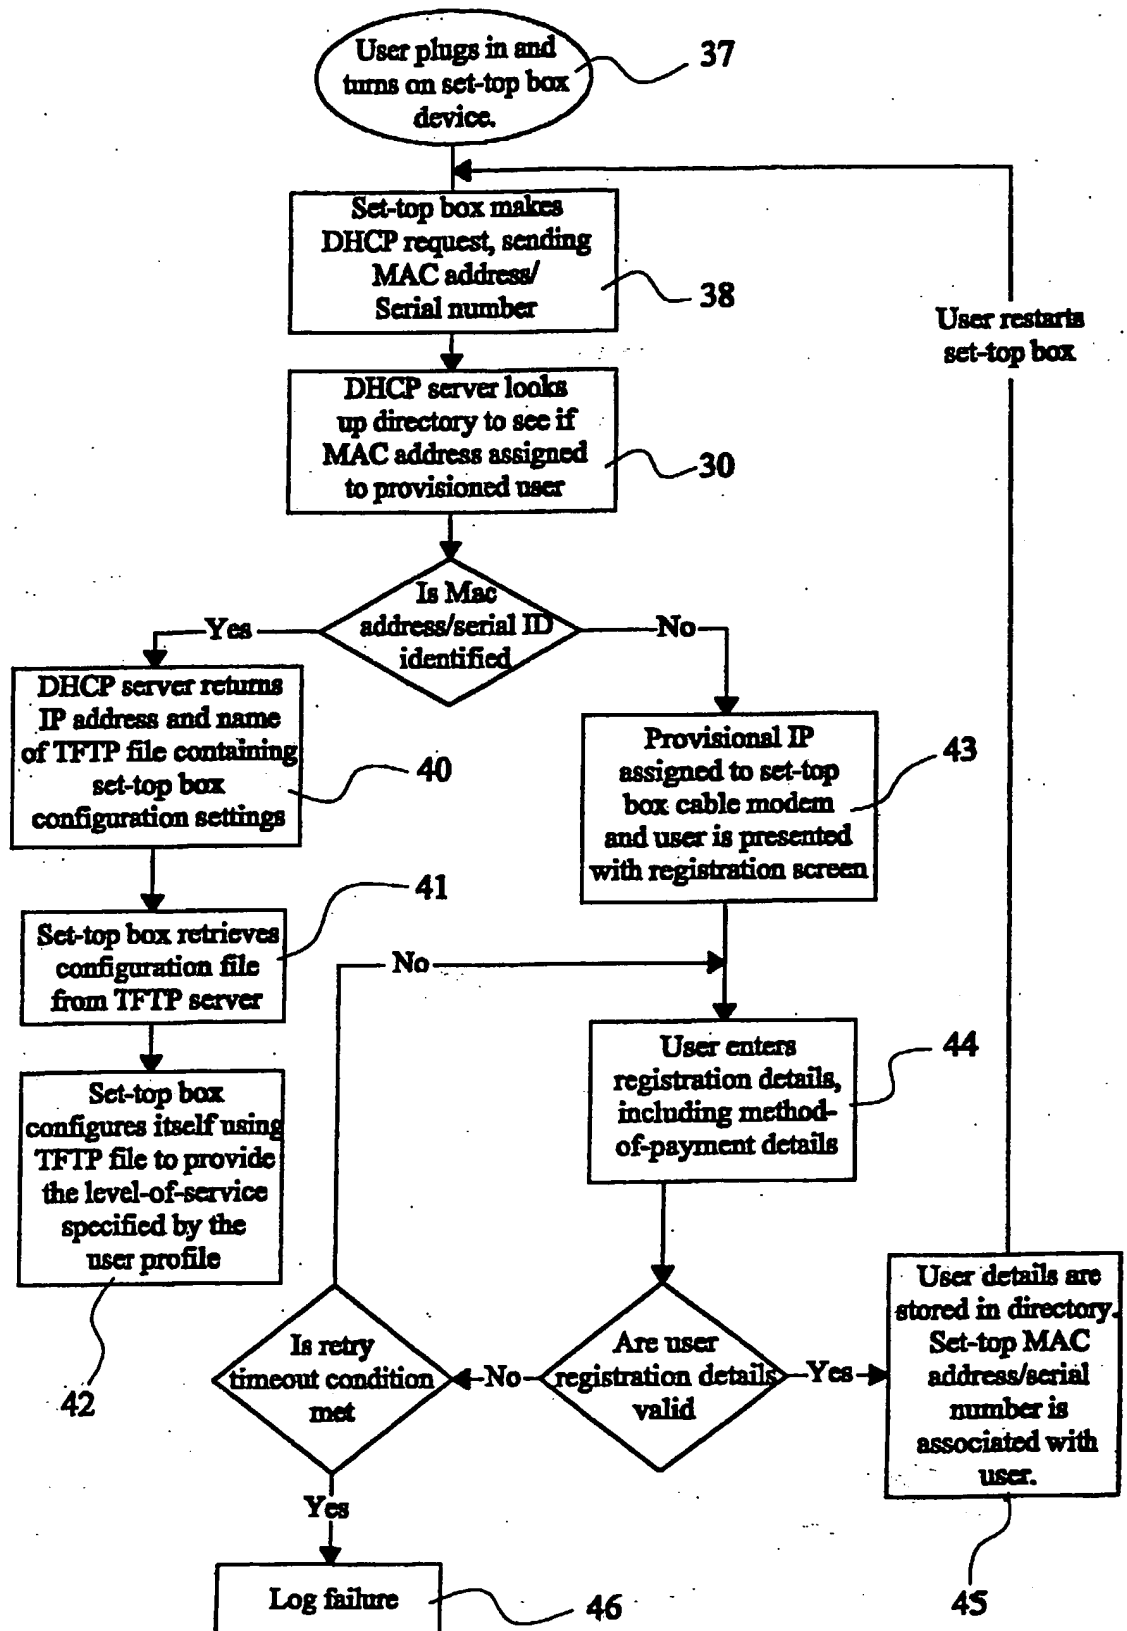 User plugs in and
turns on set-top box
device.
37
Set-top box makes
DHCP request, sending
MAC address/
Serial number
38
User restarts
set-top box
DHCP server looks
up directory to see if
MAC address assigned
to provisioned user
30
Is Mac
address/serial ID
identified
Yes
No
DHCP server returns
IP address and name
of TFTP file containing
set-top box
configuration settings
40
Provisional IP
assigned to set-top
box cable modem
and user is presented
with registration screen
43
41
Set-top box retrieves
configuration file
from TFTP server
No
User enters
registration details,
including method-
of-payment details
44
Set-top box
configures itself using
TFTP file to provide
the level-of-service
specified by the
user profile
42
Is retry
timeout condition
met
No
Are user
registration details
valid
Yes
User details are
stored in directory.
Set-top MAC
address/serial
number is
associated with
user.
45
Yes
Log failure
46